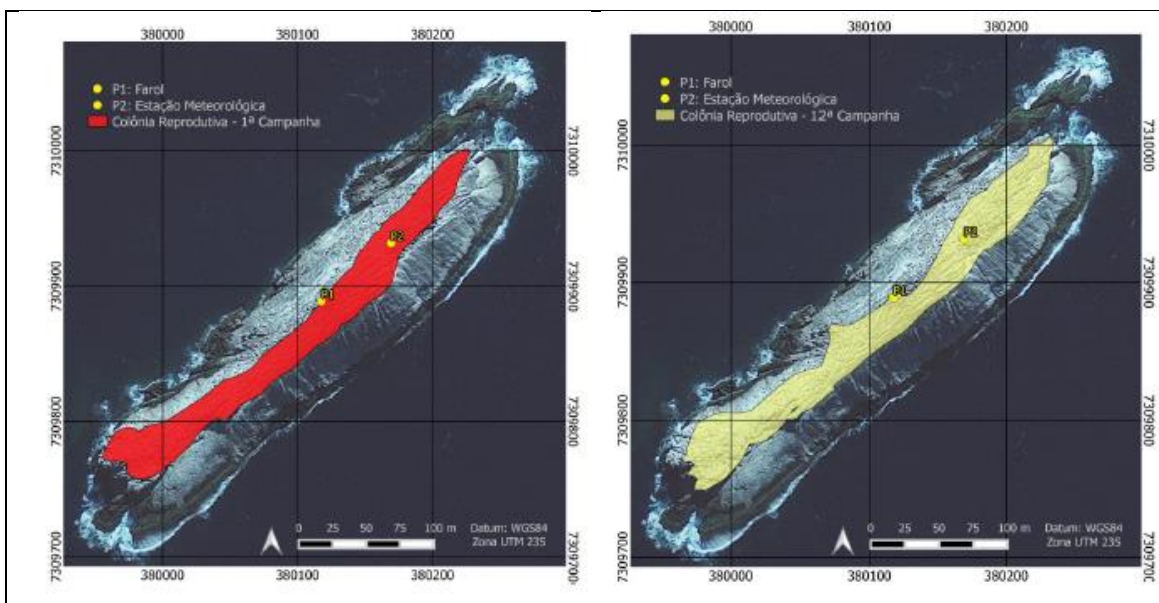 380000 380100 380200
P1: Farol
P2: Estação Meteorológica
Colônia Reprodutiva - 1ª Campanha
7310000 7310000
P2
7309900
P1
7309800 7309800
0 25 50 75 100 m
Datum: WGS84
Zona UTM 23S
7309700 7309700
380000 380100 380200
380000 380100 380200
P1: Farol
P2: Estação Meteorológica
Colônia Reprodutiva - 12ª Campanha
7310000 7310000
P2
7309900 7309900
P1
7309800 7309800
0 25 50 75 100 m
Datum: WGS84
Zona UTM 23S
7309700 7309700
380000 380100 380200